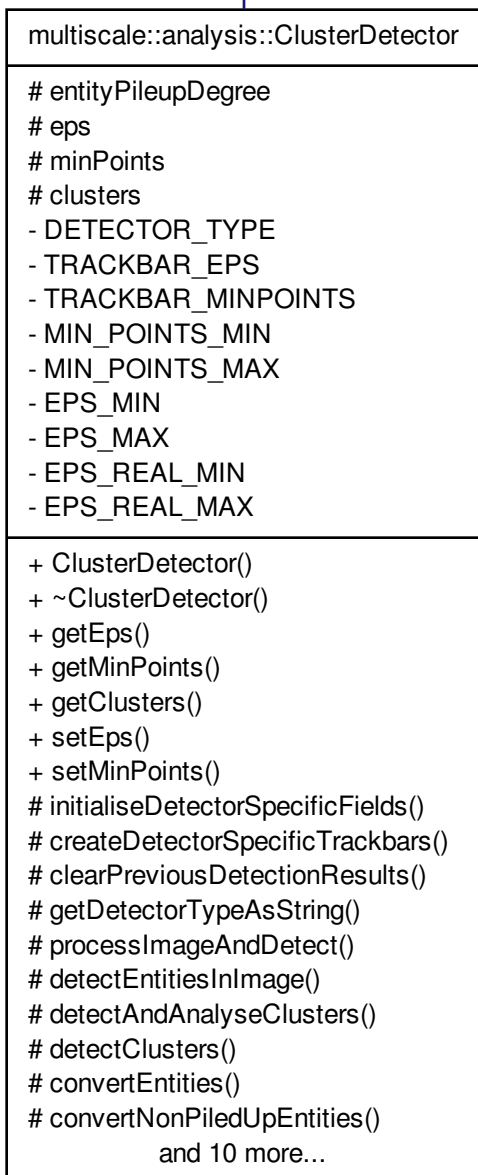 multiscale::analysis::ClusterDetector
# entityPileupDegree
# eps
# minPoints
# clusters
- DETECTOR_TYPE
- TRACKBAR_EPS
- TRACKBAR_MINPOINTS
- MIN_POINTS_MIN
- MIN_POINTS_MAX
- EPS_MIN
- EPS_MAX
- EPS_REAL_MIN
- EPS_REAL_MAX
+ ClusterDetector()
+ ~ClusterDetector()
+ getEps()
+ getMinPoints()
+ getClusters()
+ setEps()
+ setMinPoints()
# initialiseDetectorSpecificFields()
# createDetectorSpecificTrackbars()
# clearPreviousDetectionResults()
# getDetectorTypeAsString()
# processImageAndDetect()
# detectEntitiesInImage()
# detectAndAnalyseClusters()
# detectClusters()
# convertEntities()
# convertNonPiledUpEntities()
and 10 more...